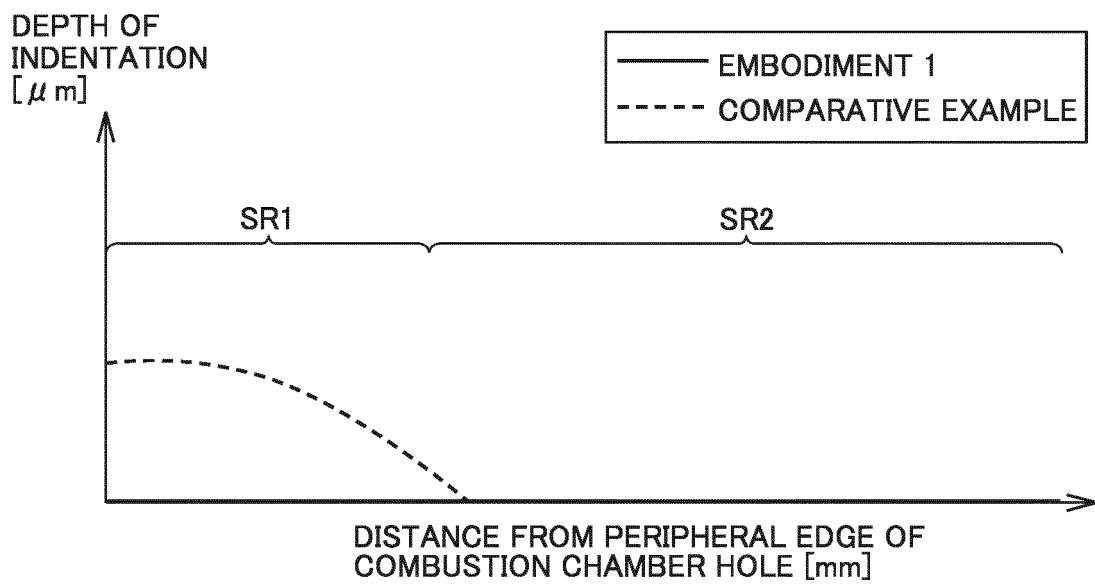 DEPTH OF
INDENTATION
[μm]
EMBODIMENT 1
COMPARATIVE EXAMPLE
SR1
SR2
DISTANCE FROM PERIPHERAL EDGE OF
COMBUSTION CHAMBER HOLE [mm]